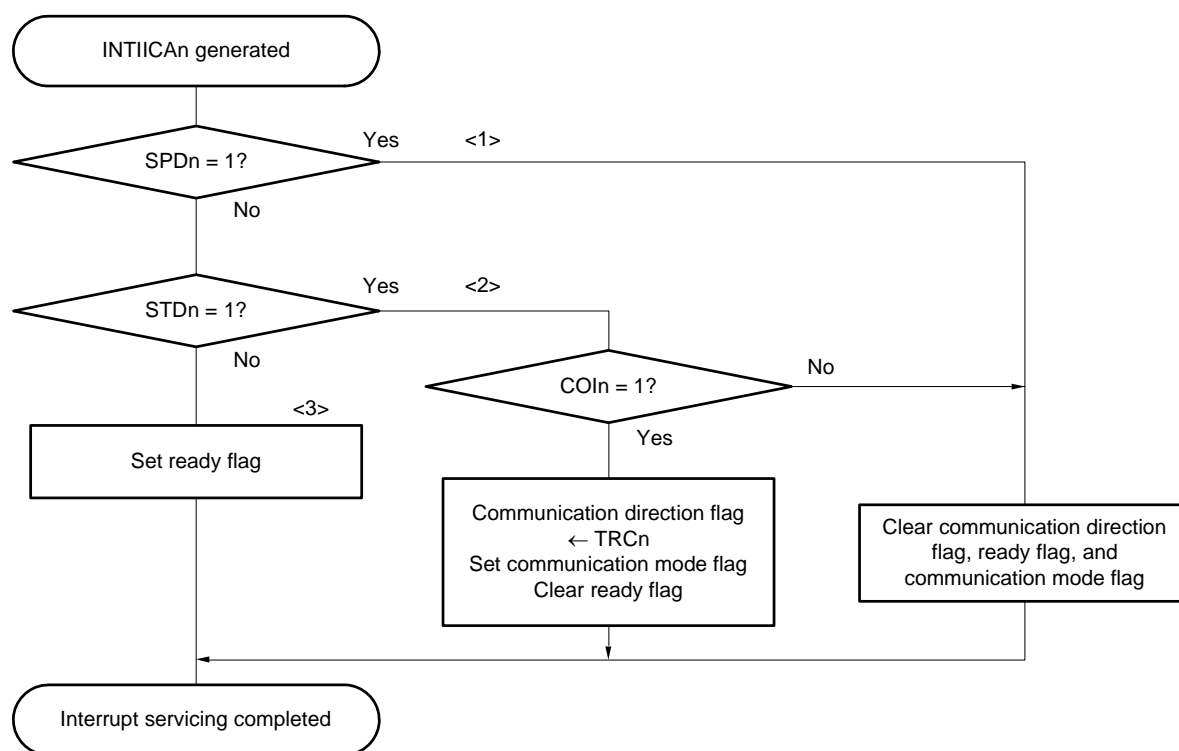 INTIICAn generated
Yes
<1>
SPDn = 1?
No
Yes
<2>
STDn = 1?
No
COIn = 1?
No
<3>
Yes
Set ready flag
Communication direction flag
← TRCn
Set communication mode flag
Clear ready flag
Clear communication direction
flag, ready flag, and
communication mode flag
Interrupt servicing completed